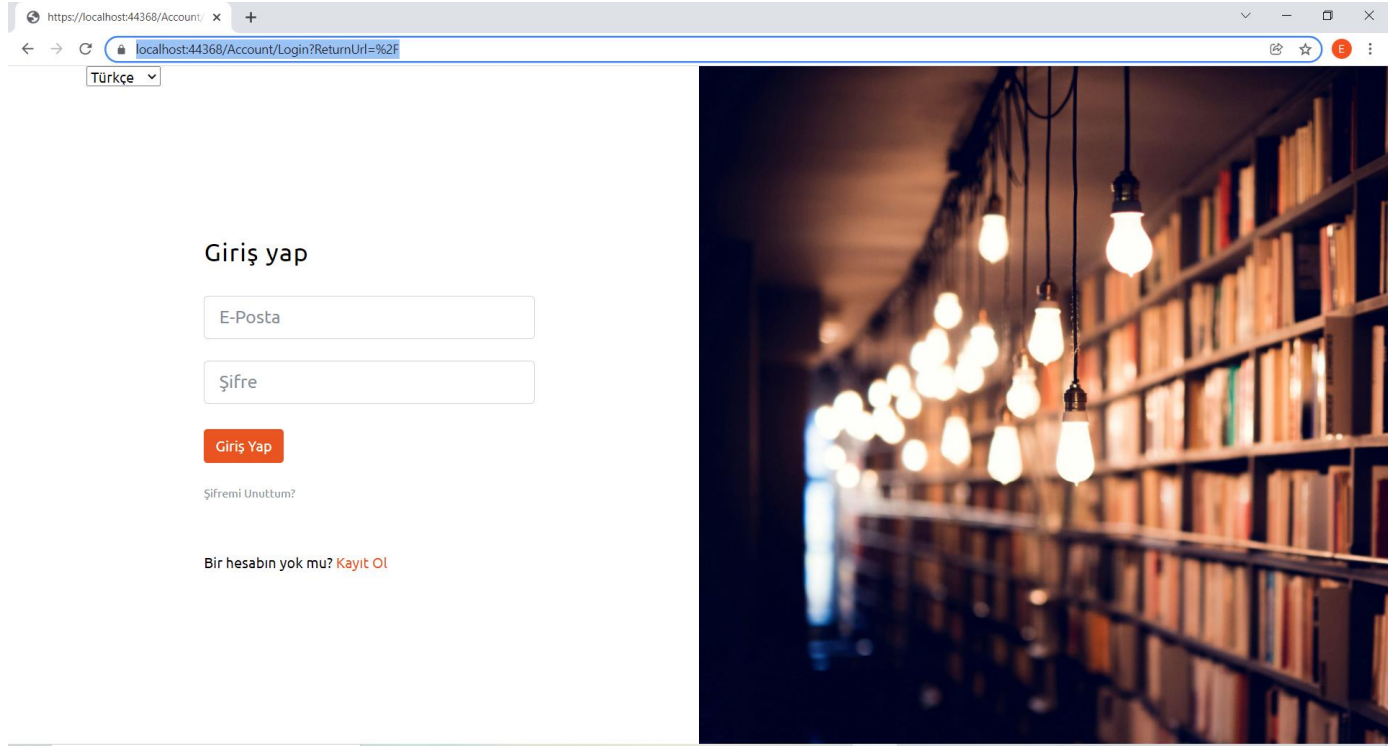 https://localhost:44368/Account/
localhost:44368/Account/Login?ReturnUrl=%2F
E
Türkçe
Giriş yap
E-Posta
Şifre
Giriş Yap
Şifremi Unuttum?
Bir hesabın yok mu? Kayıt Ol